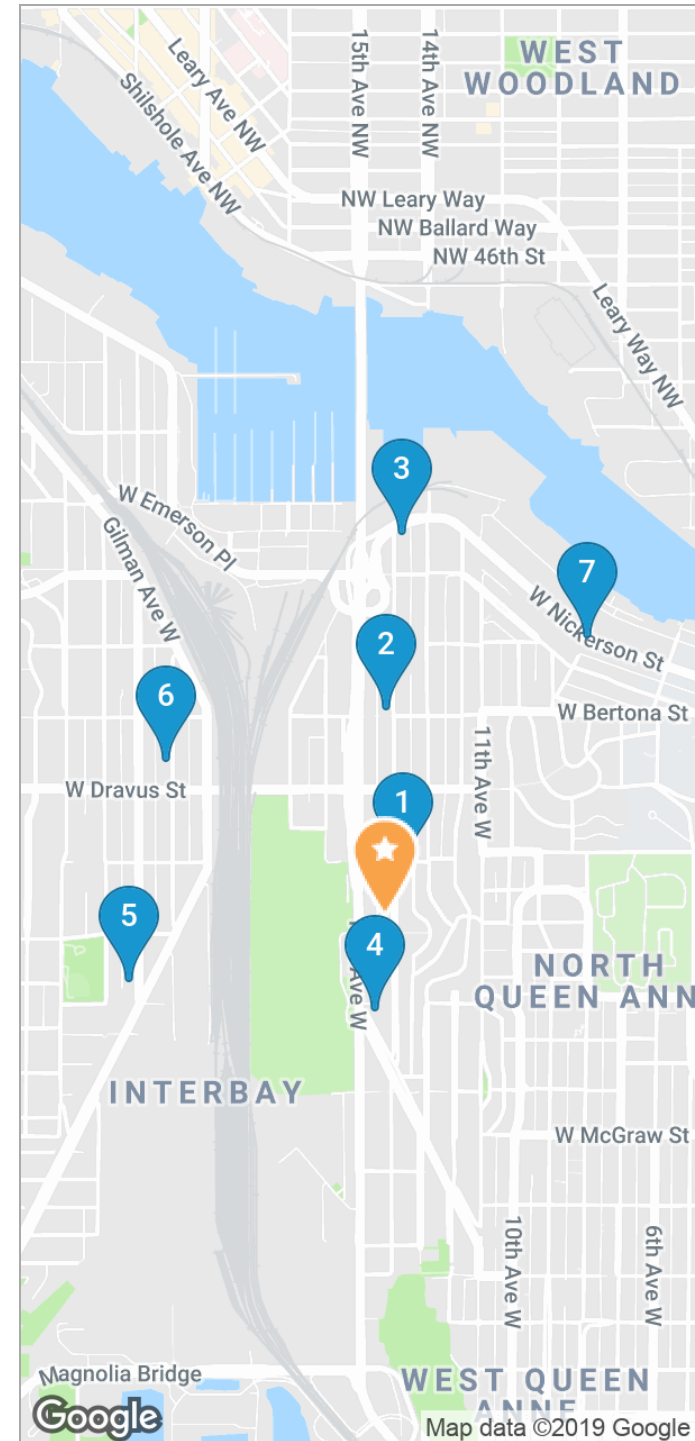 WEST
WOODLAND
15th Ave NW
14th Ave NW
Leary Ave NW
Shilshole Ave NW
NW Leary Way
NW Ballard Way
NW 46th St
Leary Way NW
3
W Emerson Pl
Gilman Ave W
7
W Nickerson St
2
6
W Bertona St
11th Ave W
W Dravus St
1
5
4
Ave W
NORTH
QUEEN ANN
INTERBAY
W McGraw St
10th Ave W
6th Ave W
Magnolia Bridge
WEST QUEEN
ANNE
Google
Map data ©2019 Google